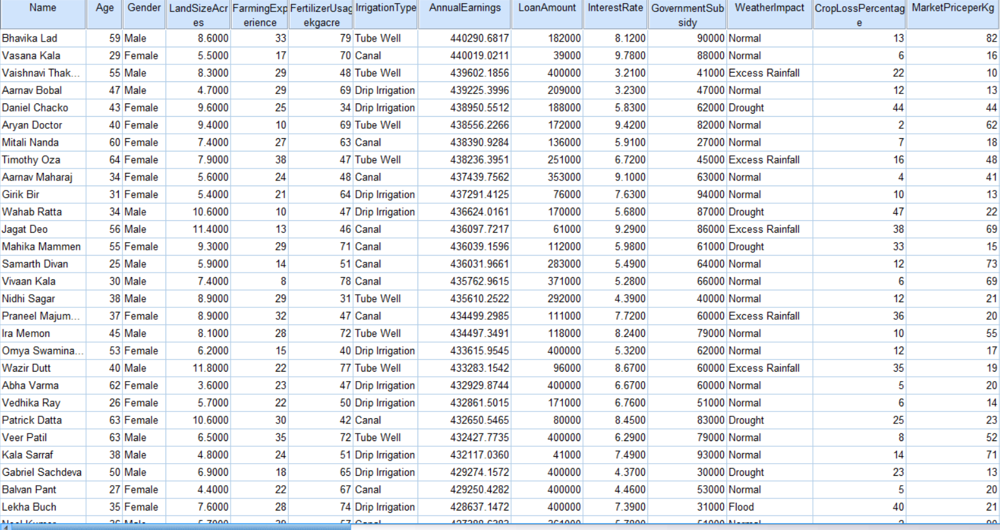 Name Age Gender LandSizeAcres FarmingExperience FertilizerUsagekgacre IrrigationType AnnualEarnings LoanAmount InterestRate GovernmentSubsidy WeatherImpact CropLossPercentage MarketPriceperKg
Bhavika Lad 59 Male 8.6000 33 79 Tube Well 440290.6817 182000 8.1200 90000 Normal 13 82
Vasana Kala 29 Female 5.5000 17 70 Canal 440019.0211 39000 9.7800 88000 Normal 6 16
Vaishnavi Thak... 55 Male 8.3000 29 48 Tube Well 439602.1856 400000 3.2100 41000 Excess Rainfall 22 10
Aarnav Bobal 47 Male 4.7000 29 69 Drip Irrigation 439225.3996 209000 3.2300 47000 Normal 12 13
Daniel Chacko 43 Female 9.6000 25 34 Drip Irrigation 438950.5512 188000 5.8300 62000 Drought 44 44
Aryan Doctor 40 Female 9.4000 10 69 Tube Well 438556.2266 172000 9.4200 82000 Normal 2 62
Mitali Nanda 60 Female 7.4000 27 63 Canal 438390.9284 136000 5.9100 27000 Normal 7 18
Timothy Oza 64 Female 7.9000 38 47 Tube Well 438236.3951 251000 6.7200 45000 Excess Rainfall 16 48
Aarnav Maharaj 34 Female 5.6000 24 48 Canal 437439.7562 353000 9.1000 63000 Normal 4 41
Girik Bir 31 Female 5.4000 21 64 Drip Irrigation 437291.4125 76000 7.6300 94000 Normal 10 13
Wahab Ratta 34 Male 10.6000 10 47 Drip Irrigation 436624.0161 170000 5.6800 87000 Drought 47 22
Jagat Deo 56 Male 11.4000 13 46 Canal 436097.7217 61000 9.2900 86000 Excess Rainfall 38 69
Mahika Mammen 55 Female 9.3000 29 71 Canal 436039.1596 112000 5.9800 61000 Drought 33 15
Samarth Divan 25 Male 5.9000 14 51 Canal 436031.9661 283000 5.4900 64000 Normal 12 73
Vivaan Kala 30 Male 7.4000 8 78 Canal 435762.9615 371000 5.2800 66000 Normal 6 69
Nidhi Sagar 38 Male 8.9000 29 31 Tube Well 435610.2522 292000 4.3900 40000 Normal 12 21
Praneel Majum... 37 Female 8.9000 32 47 Canal 434499.2985 111000 7.7200 60000 Excess Rainfall 36 20
Ira Memon 45 Male 8.1000 28 72 Tube Well 434497.3491 118000 8.2400 79000 Normal 10 55
Omya Swamina... 53 Female 6.2000 15 40 Drip Irrigation 433615.9545 400000 5.3200 62000 Normal 12 17
Wazir Dutt 40 Male 11.8000 22 77 Tube Well 433283.1542 96000 8.6700 60000 Excess Rainfall 35 19
Abha Varma 62 Female 3.6000 23 47 Drip Irrigation 432929.8744 400000 6.6700 60000 Normal 5 20
Vedhika Ray 26 Female 5.7000 22 50 Drip Irrigation 432861.5015 171000 6.7600 51000 Normal 6 14
Patrick Datta 63 Female 10.6000 30 42 Canal 432650.5465 80000 8.4500 83000 Drought 25 23
Veer Patil 63 Male 6.5000 35 72 Tube Well 432427.7735 400000 6.2900 79000 Normal 8 52
Kala Sarraf 38 Male 4.8000 24 51 Drip Irrigation 432117.0360 41000 7.4900 93000 Normal 14 71
Gabriel Sachdeva 50 Male 6.9000 18 65 Drip Irrigation 429274.1572 400000 4.3700 30000 Drought 23 13
Balvan Pant 27 Female 4.4000 22 67 Canal 429250.4282 400000 4.4600 53000 Normal 5 20
Lekha Buch 35 Female 7.6000 28 74 Drip Irrigation 428637.1472 400000 7.3900 31000 Flood 40 21